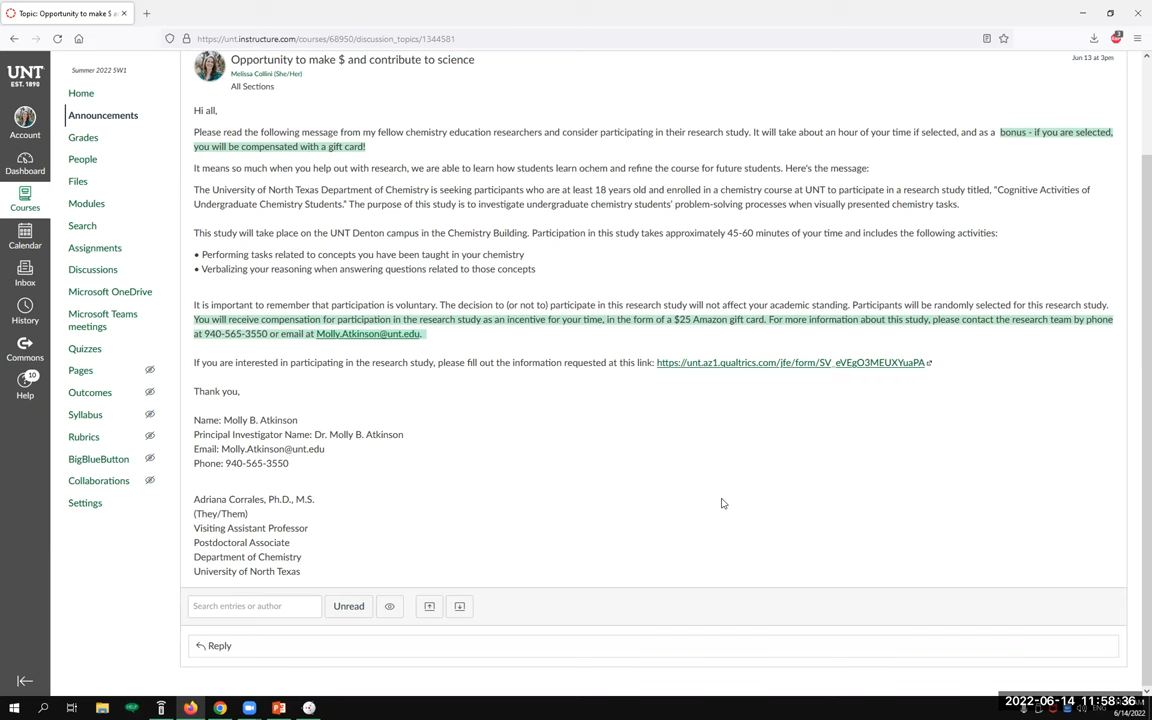 Topic: Opportunity to make $ a
https://unt.instructure.com/courses/68950/discussion_topics/1344581
UNT
EST. 1890
Account
Dashboard
Courses
Calendar
Inbox
History
Commons
10
Help
Summer 2022 5W1
Home
Announcements
Grades
People
Files
Modules
Search
Assignments
Discussions
Microsoft OneDrive
Microsoft Teams
meetings
Quizzes
Pages
Outcomes
Syllabus
Rubrics
BigBlueButton
Collaborations
Settings
Opportunity to make $ and contribute to science
Jun 13 at 3pm
Melissa Collini (She/Her)
All Sections
Hi all,
Please read the following message from my fellow chemistry education researchers and consider participating in their research study. It will take about an hour of your time if selected, and as a bonus - if you are selected,
you will be compensated with a gift card!
It means so much when you help out with research, we are able to learn how students learn ochem and refine the course for future students. Here's the message:
The University of North Texas Department of Chemistry is seeking participants who are at least 18 years old and enrolled in a chemistry course at UNT to participate in a research study titled, "Cognitive Activities of
Undergraduate Chemistry Students." The purpose of this study is to investigate undergraduate chemistry students' problem-solving processes when visually presented chemistry tasks.
This study will take place on the UNT Denton campus in the Chemistry Building. Participation in this study takes approximately 45-60 minutes of your time and includes the following activities:
• Performing tasks related to concepts you have been taught in your chemistry
• Verbalizing your reasoning when answering questions related to those concepts
It is important to remember that participation is voluntary. The decision to (or not to) participate in this research study will not affect your academic standing. Participants will be randomly selected for this research study.
You will receive compensation for participation in the research study as an incentive for your time, in the form of a $25 Amazon gift card. For more information about this study, please contact the research team by phone
at 940-565-3550 or email at Molly.Atkinson@unt.edu.
If you are interested in participating in the research study, please fill out the information requested at this link: https://unt.az1.qualtrics.com/jfe/form/SV_eVEgO3MEUXYuaPA
Thank you,
Name: Molly B. Atkinson
Principal Investigator Name: Dr. Molly B. Atkinson
Email: Molly.Atkinson@unt.edu
Phone: 940-565-3550
Adriana Corrales, Ph.D., M.S.
(They/Them)
Visiting Assistant Professor
Postdoctoral Associate
Department of Chemistry
University of North Texas
Search entries or author
Unread
Reply
2022-06-14 11:58:36
6/14/2022